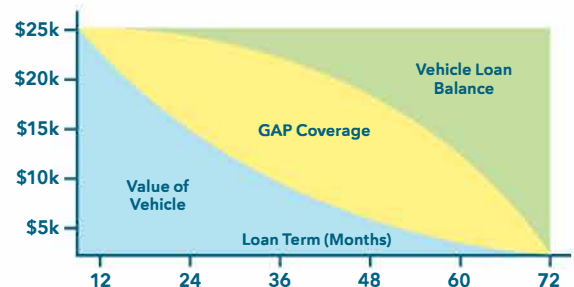 $25k
$20k
$15k
$10k
$5k
Vehicle Loan
Balance
GAP Coverage
Value of
Vehicle
Loan Term (Months)
12 24 36 48 60 72